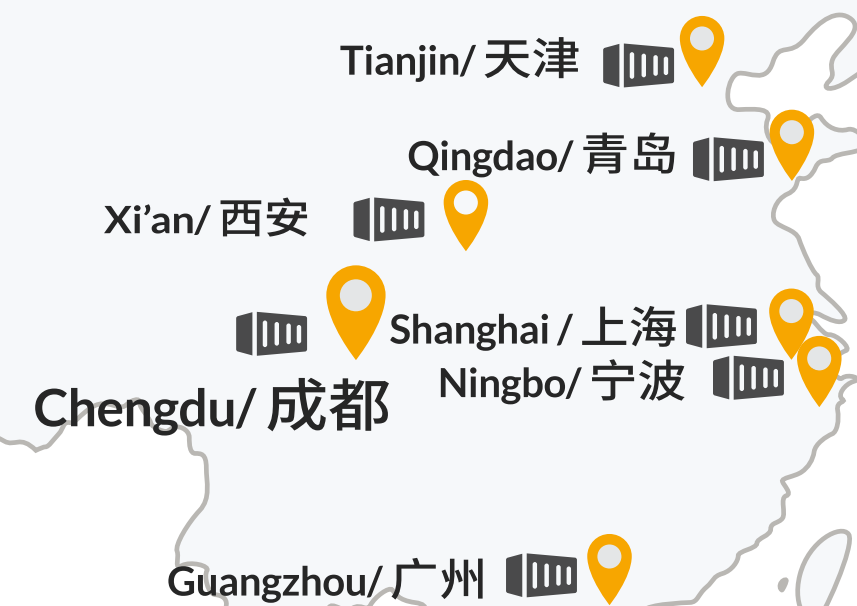 Tianjin/ 天津
Qingdao/ 青岛
Xi’an/ 西安
Shanghai / 上海
Ningbo/ 宁波
Chengdu/ 成都
Guangzhou/ 广州